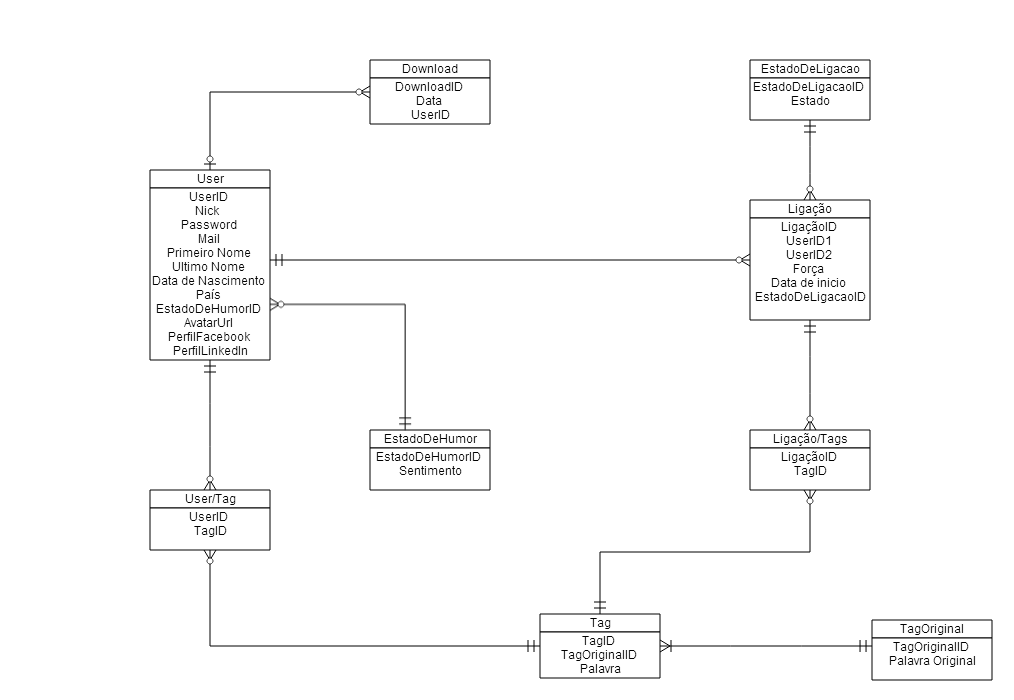 Download
DownloadID
Data
UserID
EstadoDeLigacao
EstadoDeLigacaoID
Estado
User
UserID
Nick
Password
Mail
Primeiro Nome
Ultimo Nome
Data de Nascimento
País
EstadoDeHumorID
AvatarUrl
PerfilFacebook
PerfilLinkedIn
Ligação
LigaçãoID
UserID1
UserID2
Força
Data de inicio
EstadoDeLigacaoID
EstadoDeHumor
EstadoDeHumorID
Sentimento
Ligação/Tags
LigaçãoID
TagID
User/Tag
UserID
TagID
Tag
TagID
TagOriginalID
Palavra
TagOriginal
TagOriginalID
Palavra Original